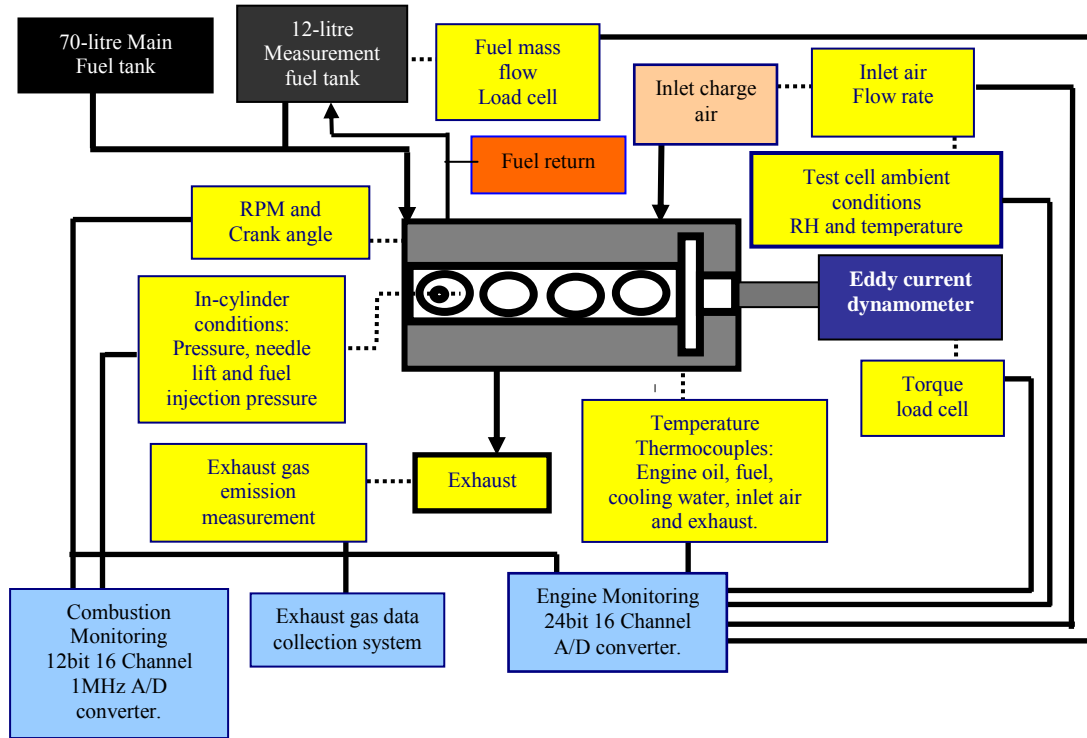 70-litre Main
Fuel tank
12-litre
Measurement
fuel tank
Fuel mass
flow
Load cell
Inlet charge
air
Inlet air
Flow rate
Fuel return
Test cell ambient
conditions
RH and temperature
RPM and
Crank angle
In-cylinder
conditions:
Pressure, needle
lift and fuel
injection pressure
Eddy current
dynamometer
Torque
load cell
Temperature
Thermocouples:
Engine oil, fuel,
cooling water, inlet air
and exhaust.
Exhaust gas
emission
measurement
Exhaust
Combustion
Monitoring
12bit 16 Channel
1MHz A/D
converter.
Exhaust gas data
collection system
Engine Monitoring
24bit 16 Channel
A/D converter.